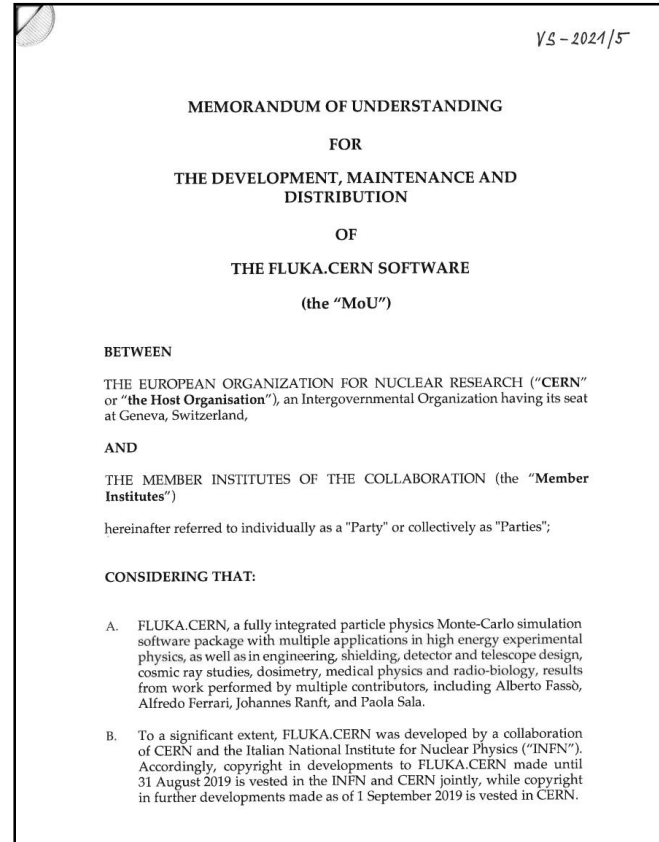 VS-2021/5
MEMORANDUM OF UNDERSTANDING
FOR
THE DEVELOPMENT, MAINTENANCE AND
DISTRIBUTION
OF
THE FLUKA.CERN SOFTWARE
(the “MoU”)
BETWEEN
THE EUROPEAN ORGANIZATION FOR NUCLEAR RESEARCH (“CERN”
or “the Host Organisation”), an Intergovernmental Organization having its seat
at Geneva, Switzerland,
AND
THE MEMBER INSTITUTES OF THE COLLABORATION (the “Member
Institutes”)
hereinafter referred to individually as a "Party" or collectively as "Parties";
CONSIDERING THAT:
A. FLUKA.CERN, a fully integrated particle physics Monte-Carlo simulation
software package with multiple applications in high energy experimental
physics, as well as in engineering, shielding, detector and telescope design,
cosmic ray studies, dosimetry, medical physics and radio-biology, results
from work performed by multiple contributors, including Alberto Fassò,
Alfredo Ferrari, Johannes Ranft, and Paola Sala.
B. To a significant extent, FLUKA.CERN was developed by a collaboration
of CERN and the Italian National Institute for Nuclear Physics (“INFN”).
Accordingly, copyright in developments to FLUKA.CERN made until
31 August 2019 is vested in the INFN and CERN jointly, while copyright
in further developments made as of 1 September 2019 is vested in CERN.